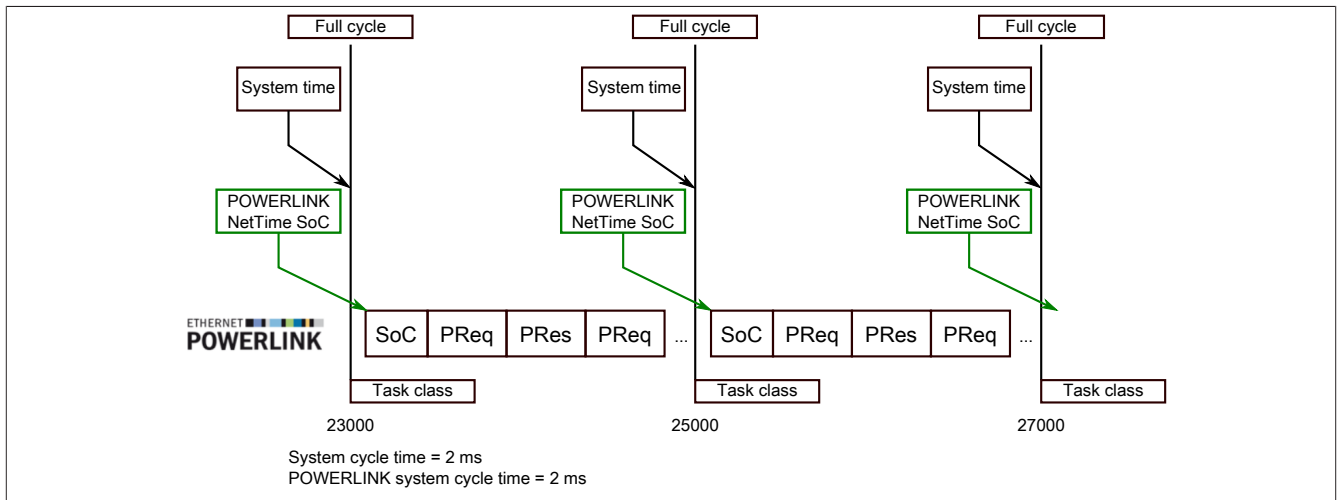 Full cycle Full cycle Full cycle
System time System time System time
POWERLINK POWERLINK POWERLINK
NetTime SoC NetTime SoC NetTime SoC
ETHERNET
POWERLINK
SoC PReq PRes PReq ... SoC PReq PRes PReq ...
Task class Task class Task class
23000 25000 27000
System cycle time = 2 ms
POWERLINK system cycle time = 2 ms